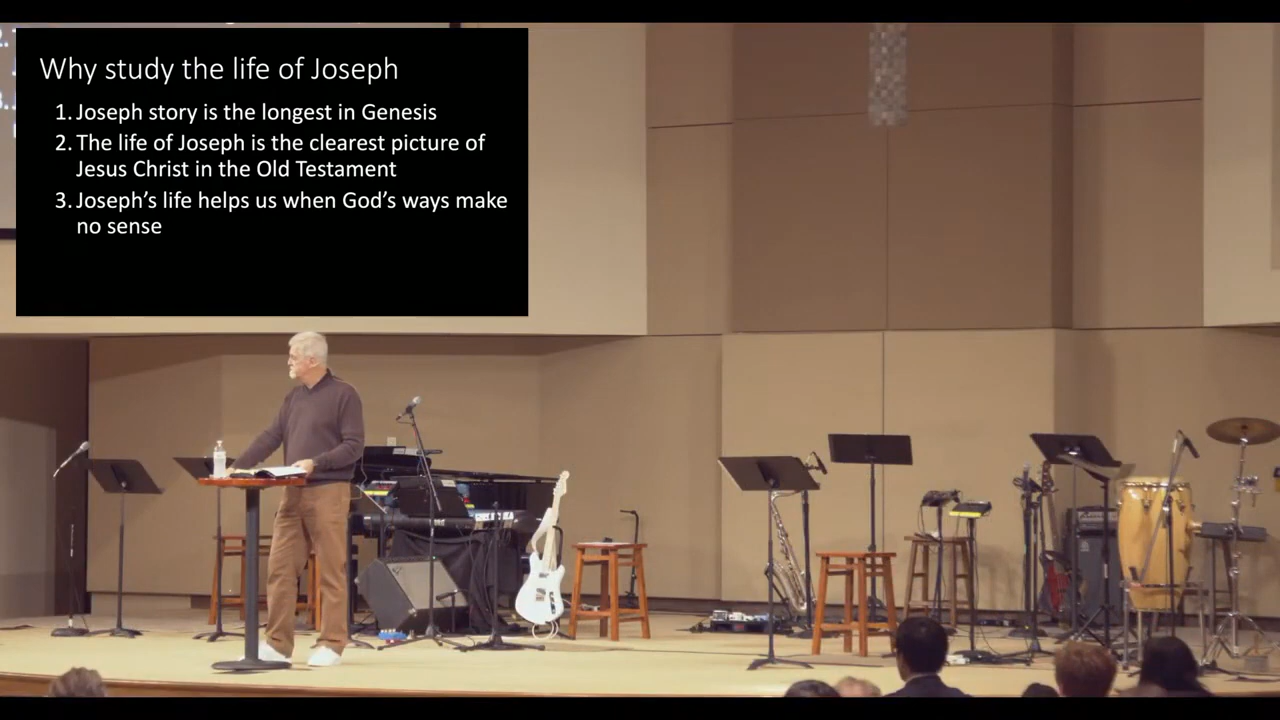 Why study the life of Joseph
1. Joseph story is the longest in Genesis
2. The life of Joseph is the clearest picture of
Jesus Christ in the Old Testament
3. Joseph’s life helps us when God’s ways make
no sense